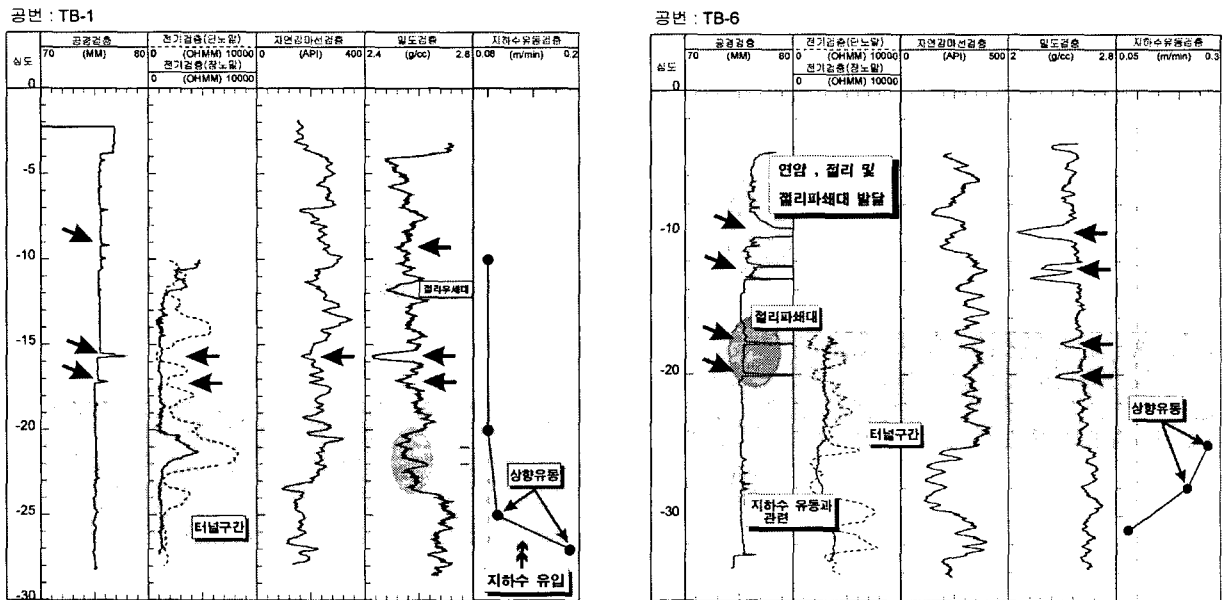 공번 : TB-1
심도
공경검층
70 (MM) 80
전기검층(단노말)
0 (OHMM) 10000
전기검층(장노말)
0 (OHMM) 10000
자연감마선검층
0 (API) 400
밀도검층
2.4 (g/cc) 2.8
지하수유동검층
0.08 (m/min) 0.2
0
-5
-10
-15
-20
-25
-30
절리우세대
터널구간
상향유동
지하수 유입
공번 : TB-6
심도
공경검층
70 (MM) 80
전기검층(단노말)
0 (OHMM) 10000
전기검층(장노말)
0 (OHMM) 10000
자연감마선검층
0 (API) 500
밀도검층
2 (g/cc) 2.8
지하수유동검층
0.05 (m/min) 0.3
0
-10
-20
-30
연암 , 절리 및
절리파쇄대 발달
절리파쇄대
터널구간
지하수 유동과
관련
상향유동